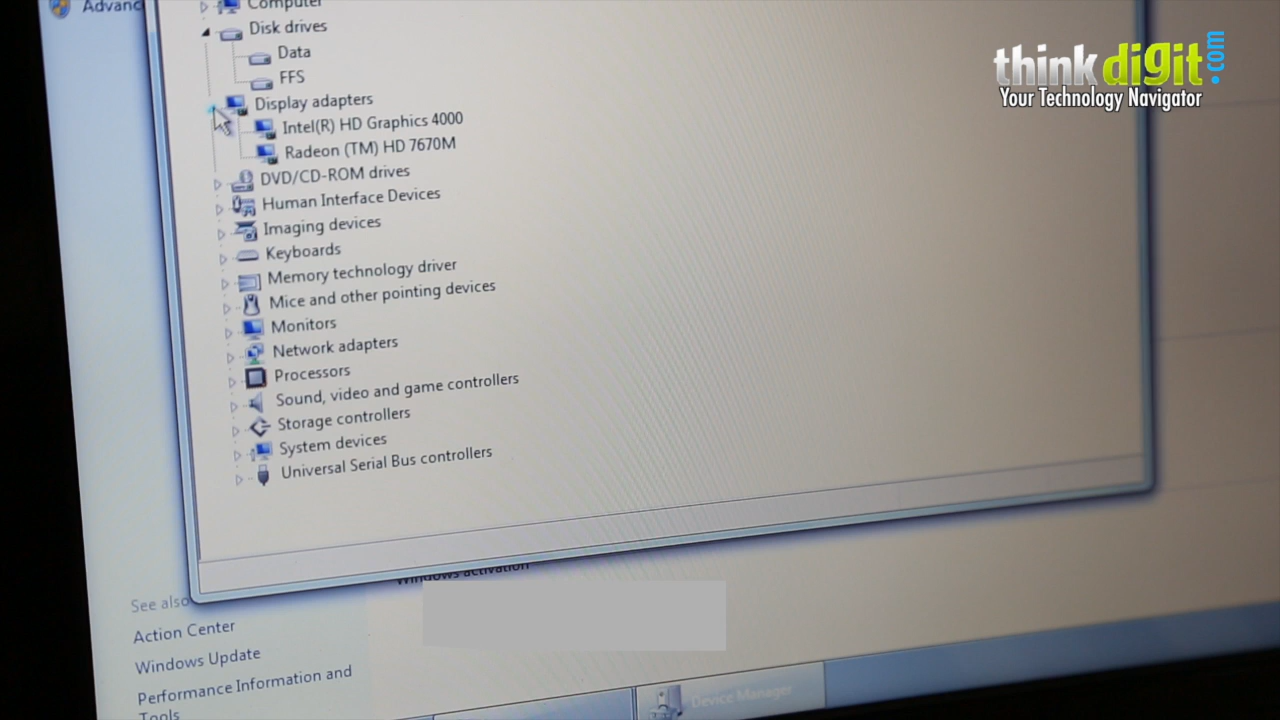 Advanc
Computer
Disk drives
Data
FFS
Display adapters
Intel(R) HD Graphics 4000
Radeon (TM) HD 7670M
DVD/CD-ROM drives
Human Interface Devices
Imaging devices
Keyboards
Memory technology driver
Mice and other pointing devices
Monitors
Network adapters
Processors
Sound, video and game controllers
Storage controllers
System devices
Universal Serial Bus controllers
Windows activation
See also
Action Center
Windows Update
Performance Information and
Tools
Device Manager
thinkdigit.com
Your Technology Navigator